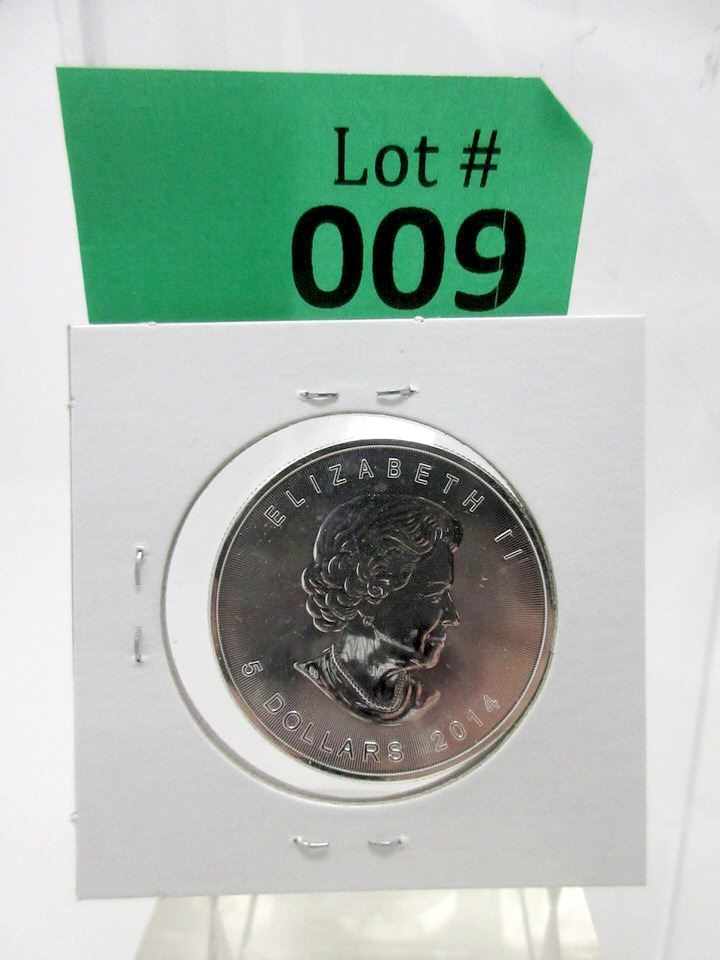 Lot #
009
ELIZABETH II
5 DOLLARS 2014